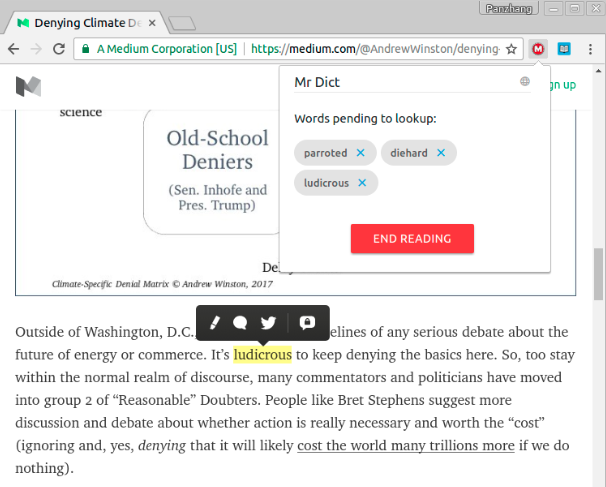 Panzhang
Denying Climate De
A Medium Corporation [US] https://medium.com/@AndrewWinston/denying-
gn up
Mr Dict
Words pending to lookup:
parroted
diehard
ludicrous
END READING
science
Old-School
Deniers
(Sen. Inhofe and
Pres. Trump)
De
Climate-Specific Denial Matrix © Andrew Winston, 2017
Outside of Washington, D.C. elines of any serious debate about the
future of energy or commerce. It’s ludicrous to keep denying the basics here. So, too stay
within the normal realm of discourse, many commentators and politicians have moved
into group 2 of “Reasonable” Doubters. People like Bret Stephens suggest more
discussion and debate about whether action is really necessary and worth the “cost”
(ignoring and, yes, denying that it will likely cost the world many trillions more if we do
nothing).